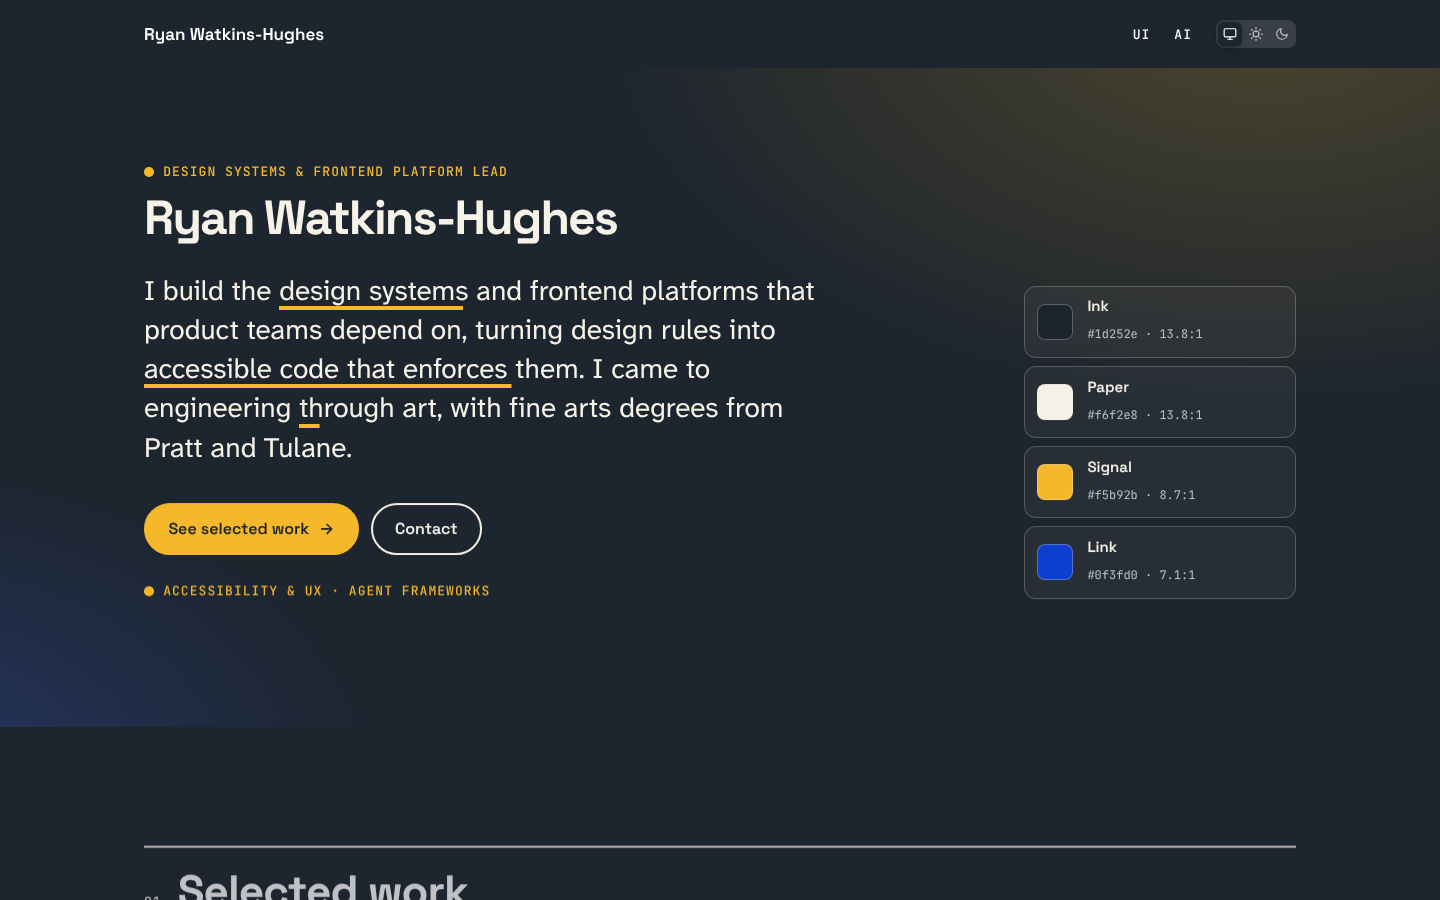 Ryan Watkins-Hughes
UI AI
DESIGN SYSTEMS & FRONTEND PLATFORM LEAD
Ryan Watkins-Hughes
I build the design systems and frontend platforms that
product teams depend on, turning design rules into
accessible code that enforces them. I came to
engineering through art, with fine arts degrees from
Pratt and Tulane.
See selected work →
Contact
ACCESSIBILITY & UX · AGENT FRAMEWORKS
Ink
#1d252e · 13.8:1
Paper
#f6f2e8 · 13.8:1
Signal
#f5b92b · 8.7:1
Link
#0f3fd0 · 7.1:1
Selected work